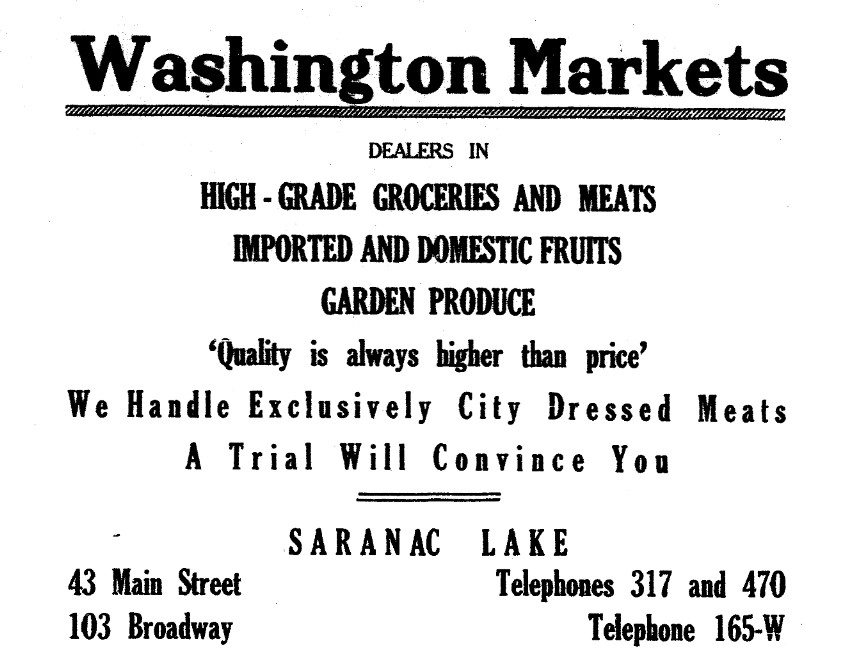 Washington Markets
DEALERS IN
HIGH-GRADE GROCERIES AND MEATS
IMPORTED AND DOMESTIC FRUITS
GARDEN PRODUCE
'Quality is always higher than price'
We Handle Exclusively City Dressed Meats
A Trial Will Convince You
SARANAC LAKE
43 Main Street Telephones 317 and 470
103 Broadway Telephone 165-W